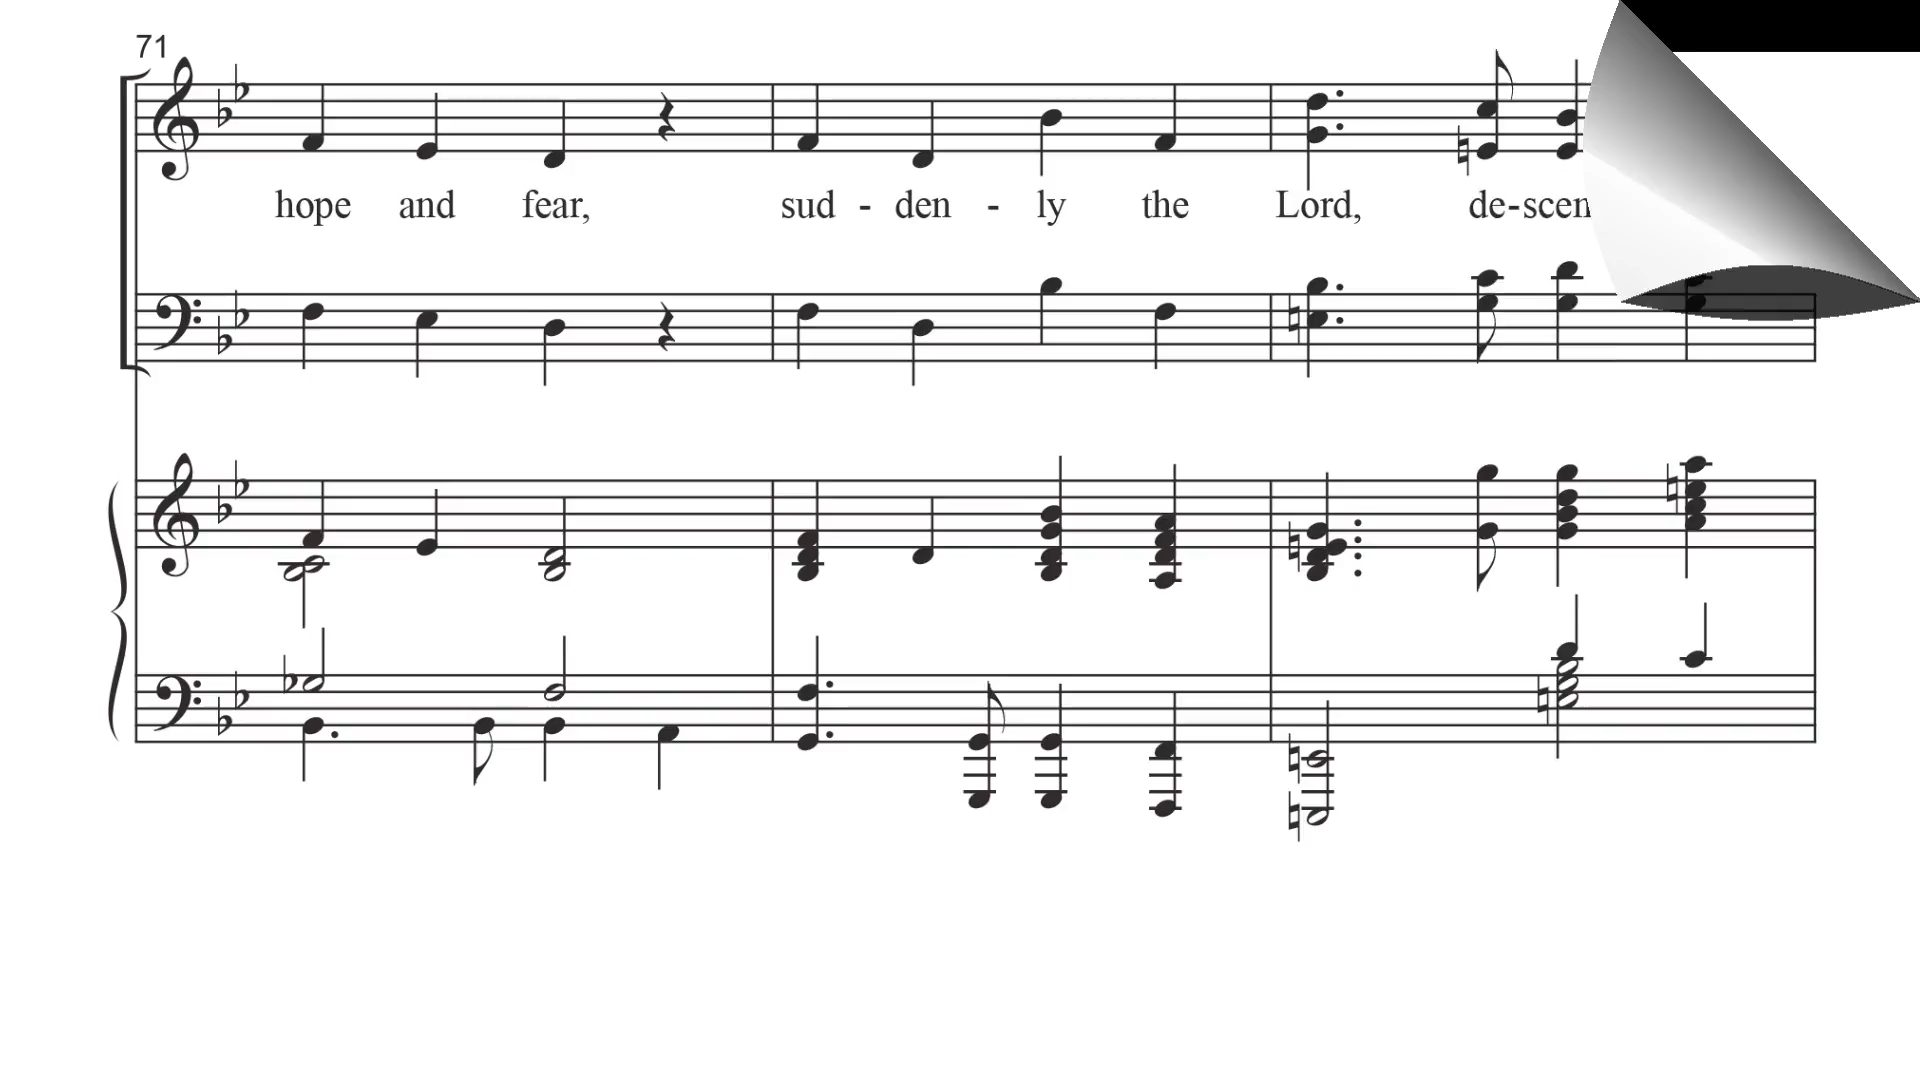 71
hope and fear, sud - den - ly the Lord, de-scen